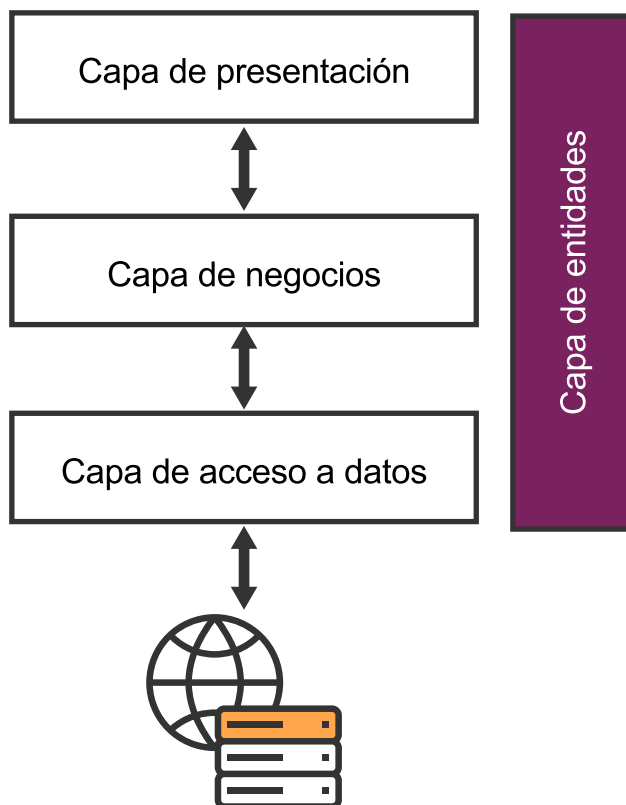 Capa de presentación
Capa de negocios
Capa de acceso a datos
Capa de entidades